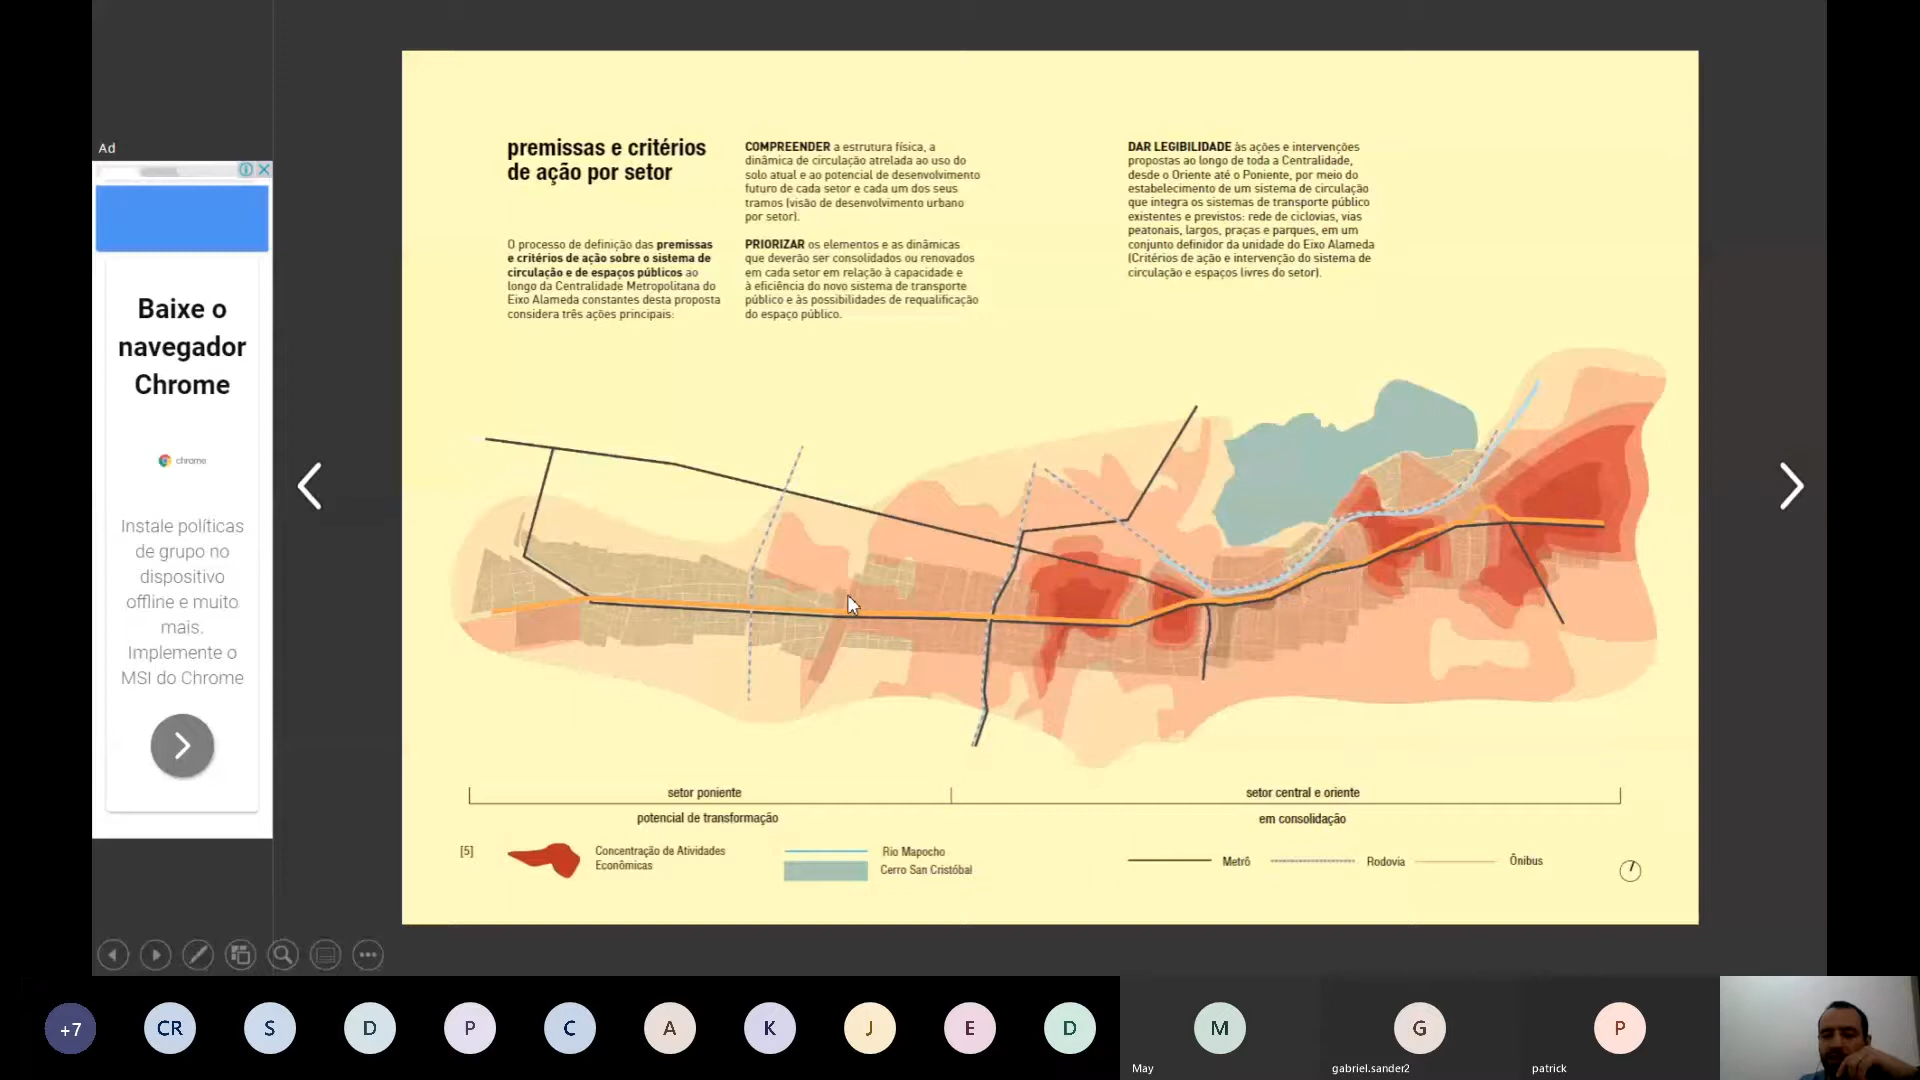 Ad
Baixe o
navegador
Chrome
chrome
Instale políticas
de grupo no
dispositivo
offline e muito
mais.
Implemente o
MSI do Chrome
premissas e critérios
de ação por setor
O processo de definição das premissas
e critérios de ação sobre o sistema de
circulação e de espaços públicos ao
longo da Centralidade Metropolitana do
Eixo Alameda constantes desta proposta
considera três ações principais:
COMPREENDER a estrutura física, a
dinâmica de circulação atrelada ao uso do
solo atual e ao potencial de desenvolvimento
futuro de cada setor e cada um dos seus
tramos (visão de desenvolvimento urbano
por setor).
PRIORIZAR os elementos e as dinâmicas
que deverão ser consolidados ou renovados
em cada setor em relação à capacidade e
à eficiência do novo sistema de transporte
público e às possibilidades de requalificação
do espaço público.
DAR LEGIBILIDADE às ações e intervenções
propostas ao longo de toda a Centralidade,
desde o Oriente até o Poniente, por meio do
estabelecimento de um sistema de circulação
que integra os sistemas de transporte público
existentes e previstos: rede de ciclovias, vias
peatonais, largos, praças e parques, em um
conjunto definidor da unidade do Eixo Alameda
(Critérios de ação e intervenção do sistema de
circulação e espaços livres do setor).
setor poniente
potencial de transformação
setor central e oriente
em consolidação
[5]
Concentração de Atividades
Econômicas
Rio Mapocho
Cerro San Cristóbal
Metrô
Rodovia
Ônibus
+7
CR
S
D
P
C
A
K
J
E
D
M
G
P
May
gabriel.sander2
patrick